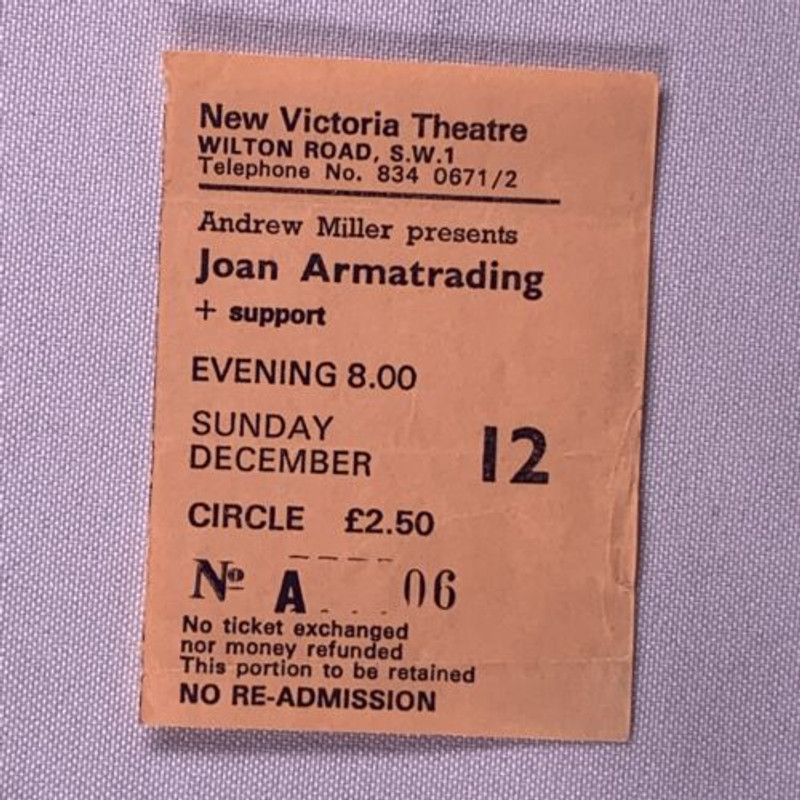 New Victoria Theatre
WILTON ROAD, S.W.1
Telephone No. 834 0671/2
Andrew Miller presents
Joan Armatrading
+ support
EVENING 8.00
SUNDAY
DECEMBER 12
CIRCLE £2.50
Nº A 06
No ticket exchanged
nor money refunded
This portion to be retained
NO RE-ADMISSION